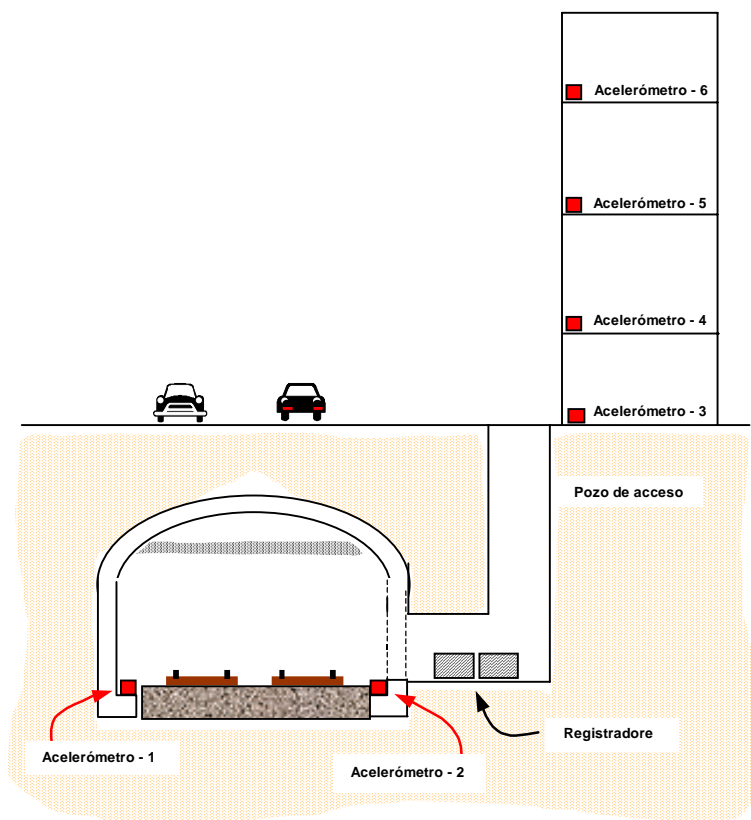 Acelerómetro - 6
Acelerómetro - 5
Acelerómetro - 4
Acelerómetro - 3
Pozo de acceso
Registradore
Acelerómetro - 1
Acelerómetro - 2